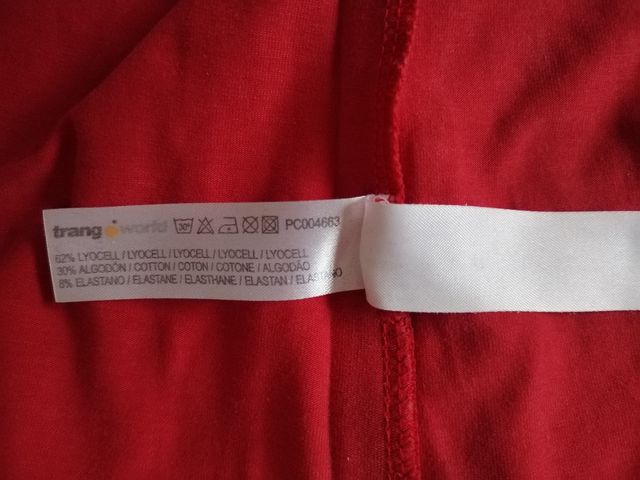 trangoworld 30° PC004663
62% LYOCELL / LYOCELL / LYOCELL / LYOCELL / LYOCELL
30% ALGODÓN / COTTON / COTON / COTONE / ALGODÃO
8% ELASTANO / ELASTANE / ELASTHANE / ELASTAN / ELASTANO